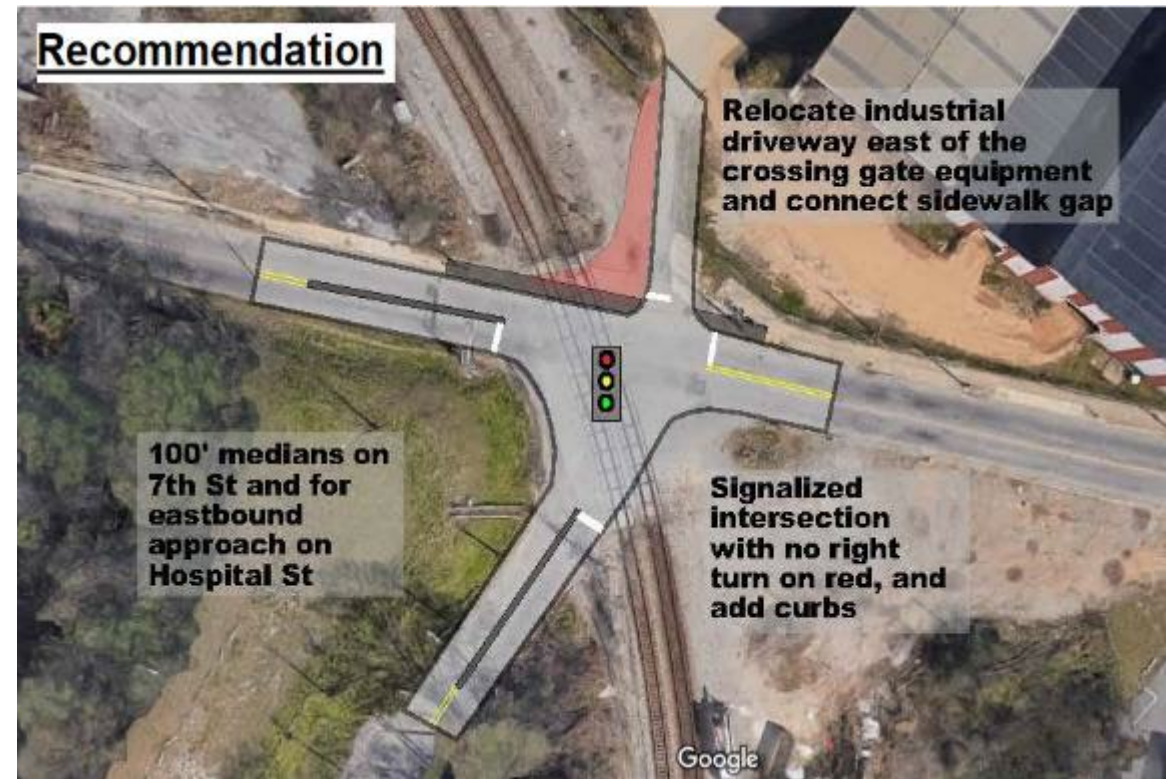 Recommendation
Relocate industrial
driveway east of the
crossing gate equipment
and connect sidewalk gap
100' medians on
7th St and for
eastbound
approach on
Hospital St
Signalized
intersection
with no right
turn on red, and
add curbs
Google